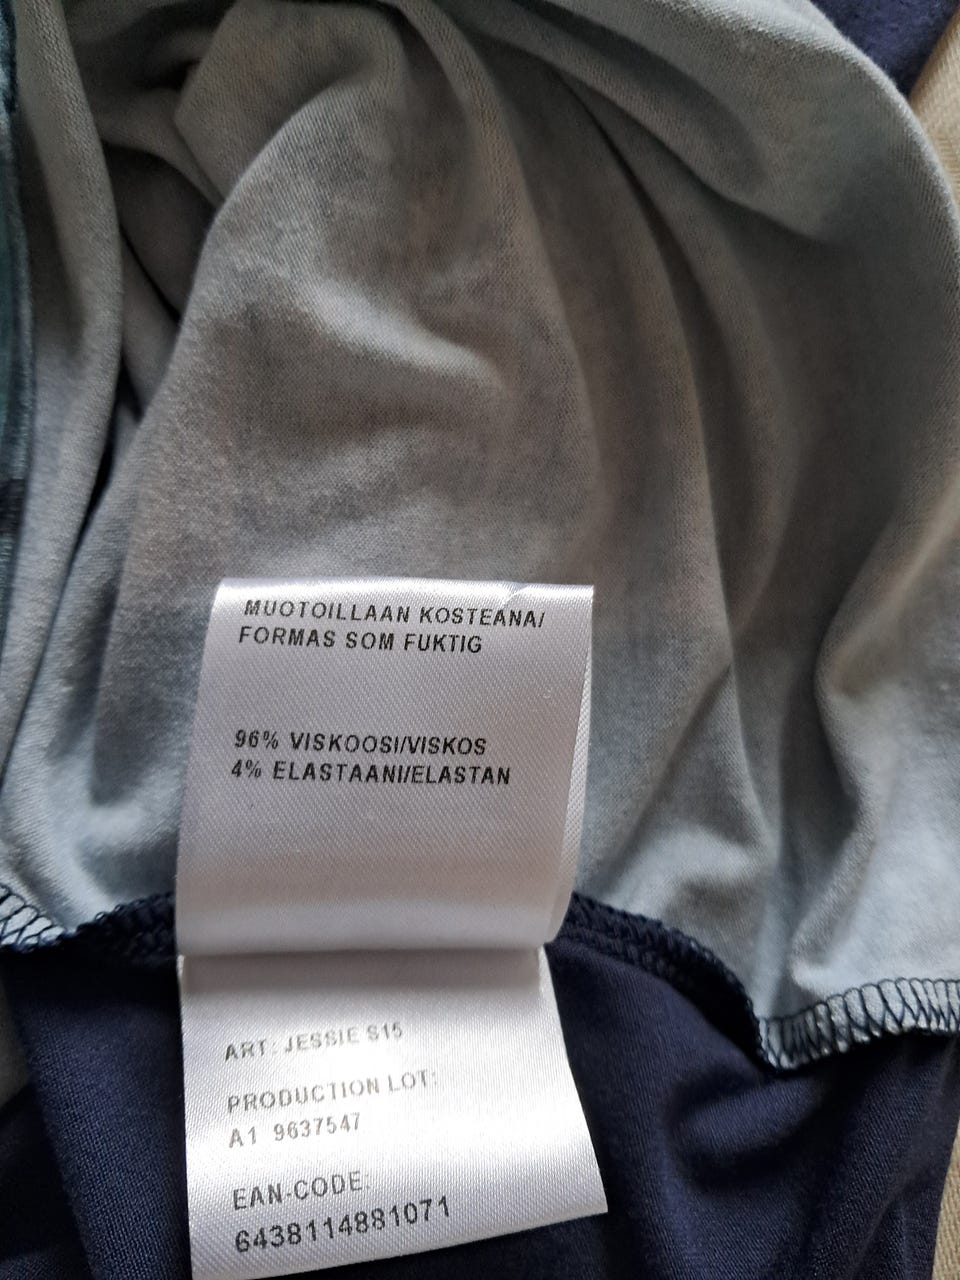 MUOTOILLAAN KOSTEANA/
FORMAS SOM FUKTIG
96% VISKOOSI/VISKOS
4% ELASTAANI/ELASTAN
ART: JESSIE S15
PRODUCTION LOT:
A1 9637547
EAN-CODE:
6438114881071